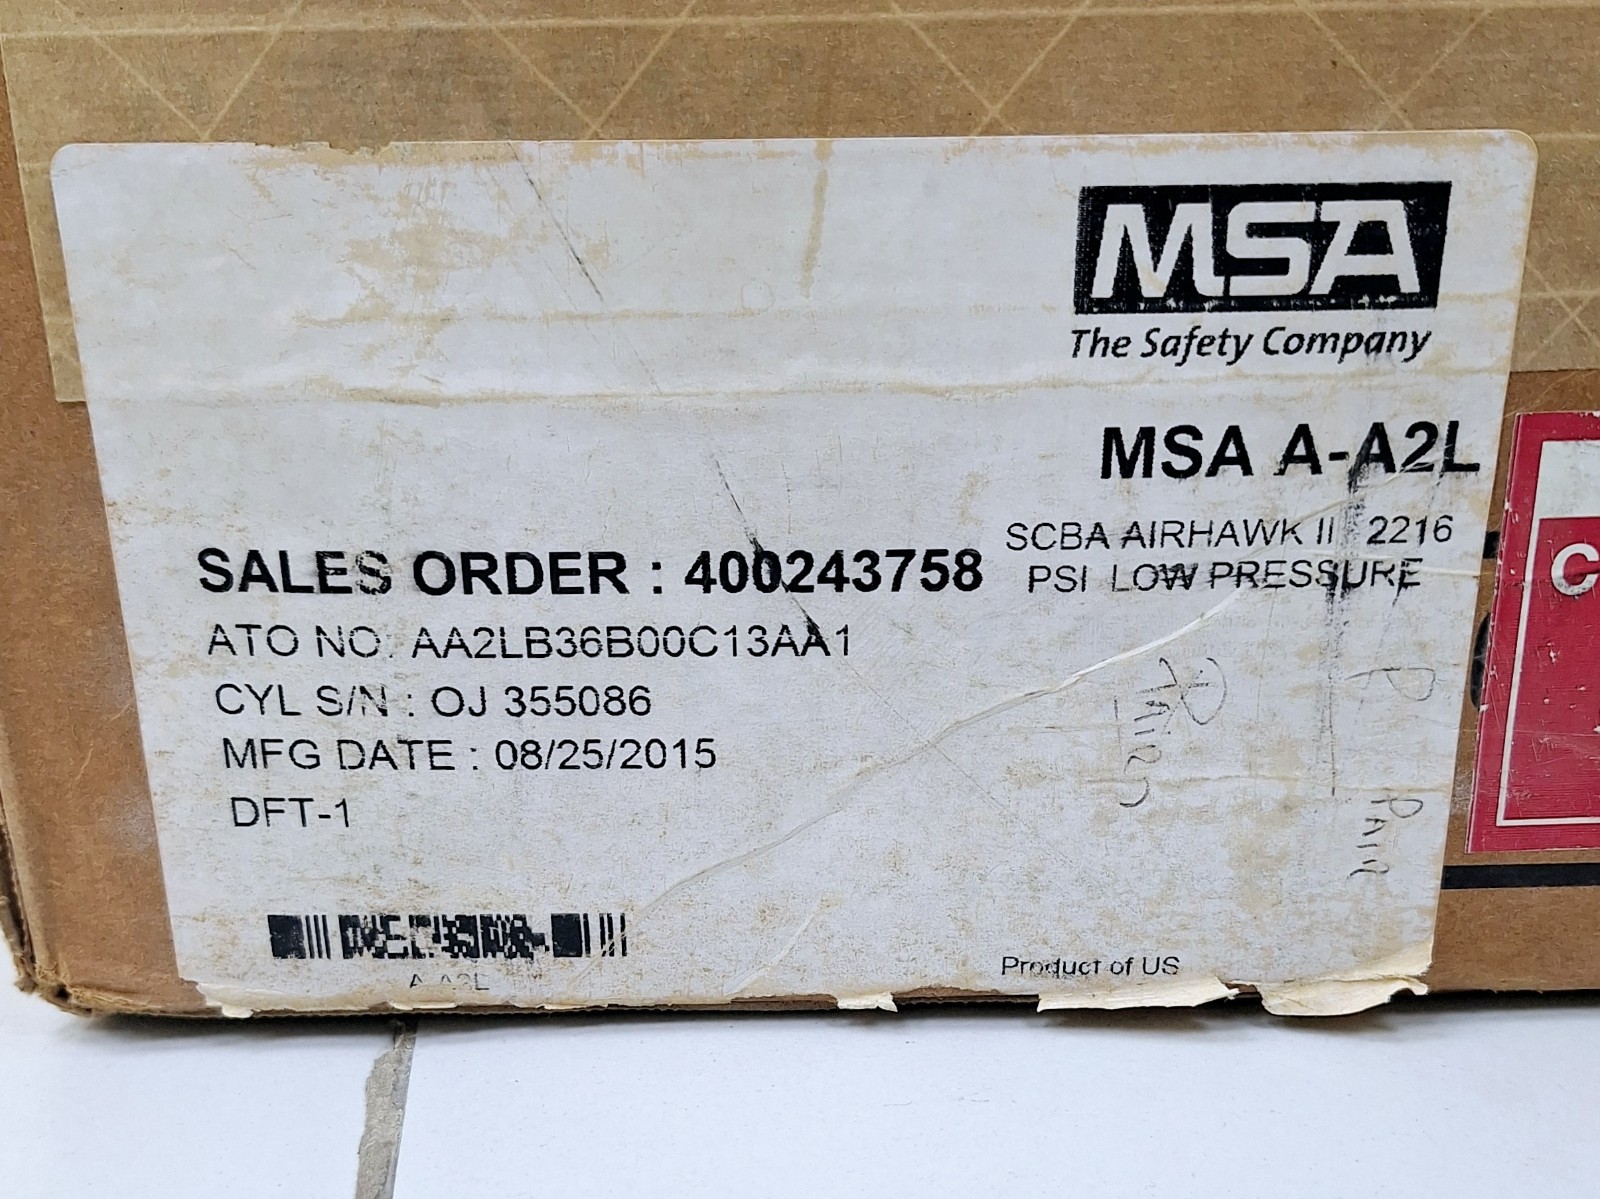 MSA
The Safety Company
MSA A-A2L
SCBA AIRHAWK II 2216
PSI LOW PRESSURE
SALES ORDER : 400243758
ATO NO. AA2LB36B00C13AA1
CYL S/N : OJ 355086
MFG DATE : 08/25/2015
DFT-1
A-A2L
Product of US
C